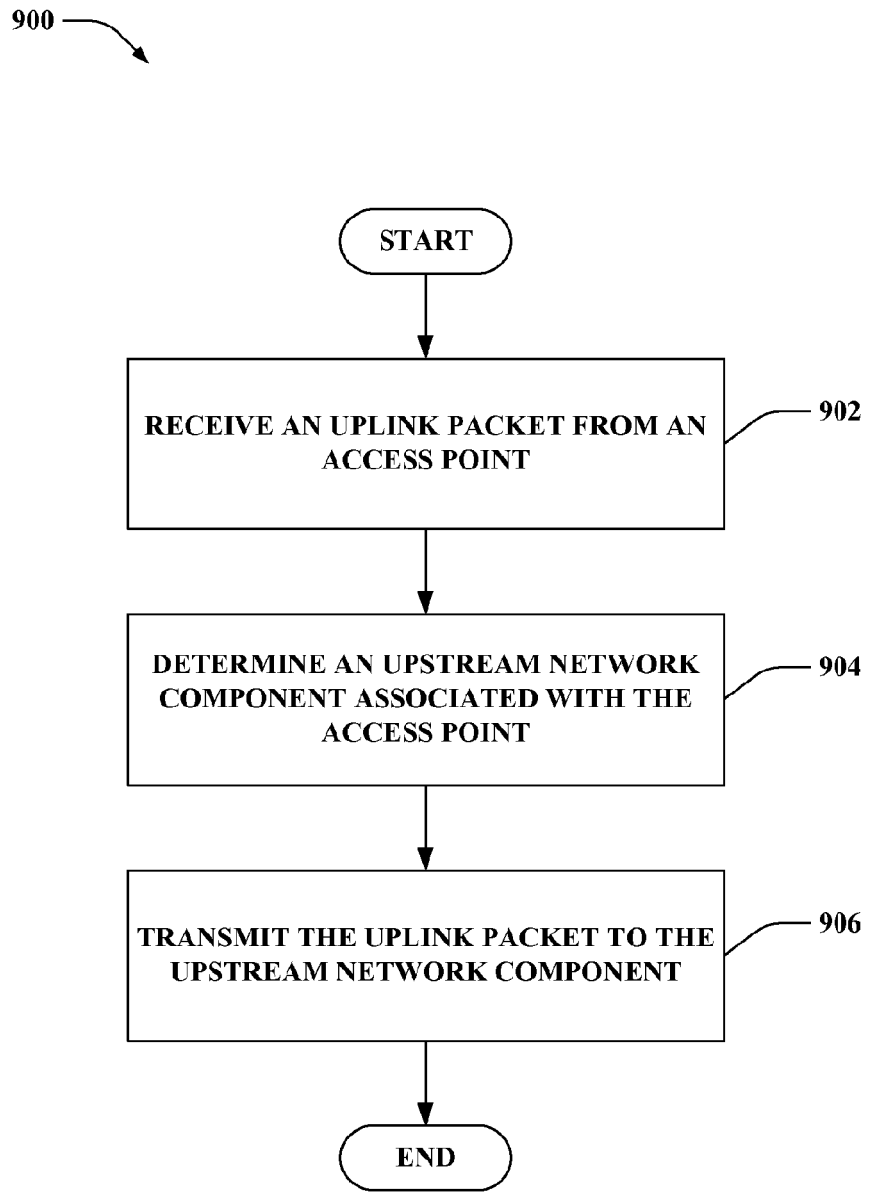 900
START
RECEIVE AN UPLINK PACKET FROM AN
ACCESS POINT
902
DETERMINE AN UPSTREAM NETWORK
COMPONENT ASSOCIATED WITH THE
ACCESS POINT
904
TRANSMIT THE UPLINK PACKET TO THE
UPSTREAM NETWORK COMPONENT
906
END